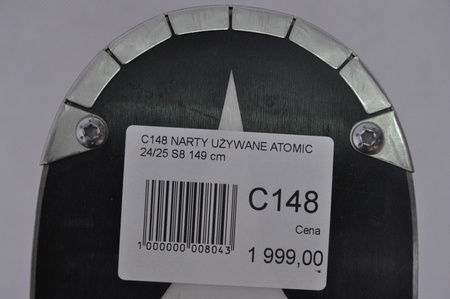 C148 NARTY UŻYWANE ATOMIC
24/25 S8 149 cm
C148
Cena
1 999,00
1 000000 008043